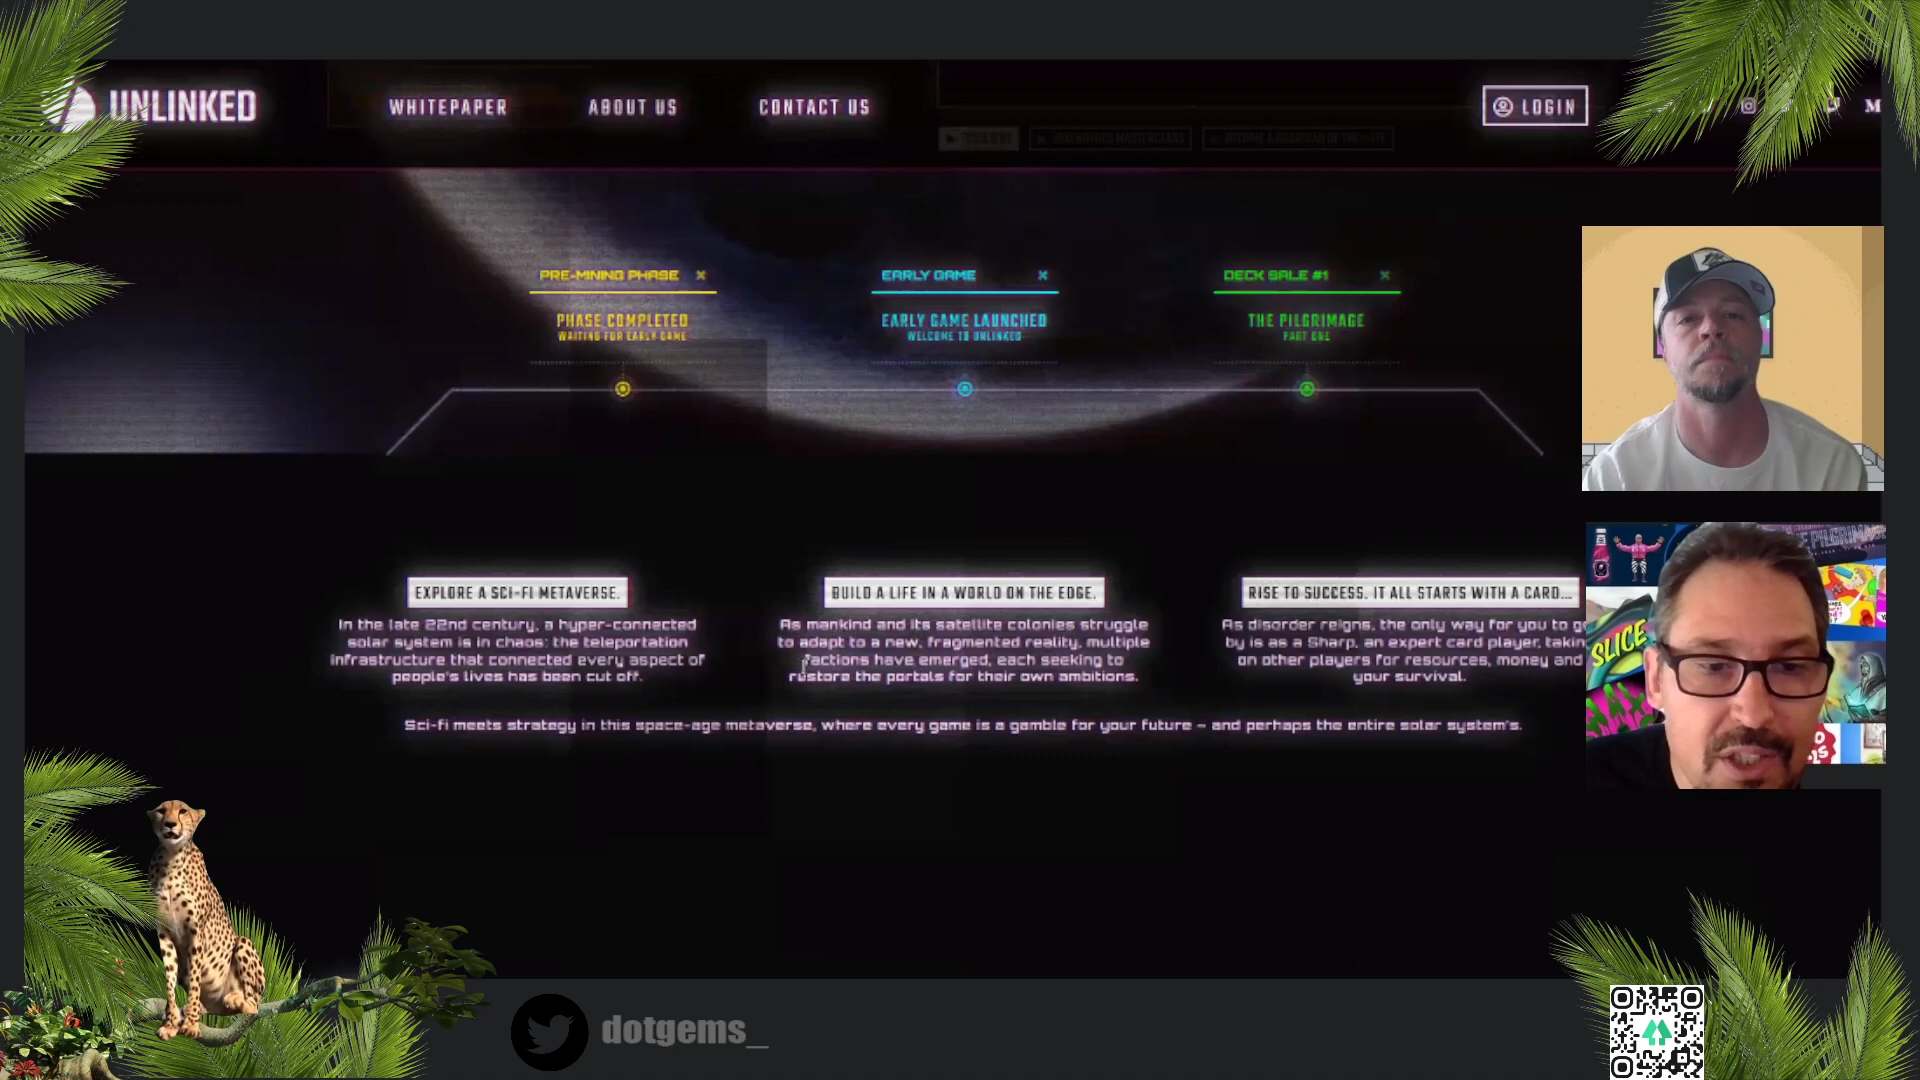 UNLINKED
WHITEPAPER
ABOUT US
CONTACT US
LOGIN
M
PRE-MINING PHASE X
PHASE COMPLETED
WAITING FOR EARLY GAME
EARLY GAME X
EARLY GAME LAUNCHED
WELCOME TO UNLINKED
DECK SALE #1 X
THE PILGRIMAGE
PART ONE
EXPLORE A SCI-FI METAVERSE.
In the late 22nd century, a hyper-connected
solar system is in chaos: the teleportation
infrastructure that connected every aspect of
people's lives has been cut off.
BUILD A LIFE IN A WORLD ON THE EDGE.
As mankind and its satellite colonies struggle
to adapt to a new, fragmented reality, multiple
factions have emerged, each seeking to
restore the portals for their own ambitions.
RISE TO SUCCESS. IT ALL STARTS WITH A CARD...
As disorder reigns, the only way for you to
by is as a Sharp, an expert card player,
on other players for resources, money and
your survival.
Sci-fi meets strategy in this space-age metaverse, where every game is a gamble for your future – and perhaps the entire solar system's.
SLICE
dotgems_